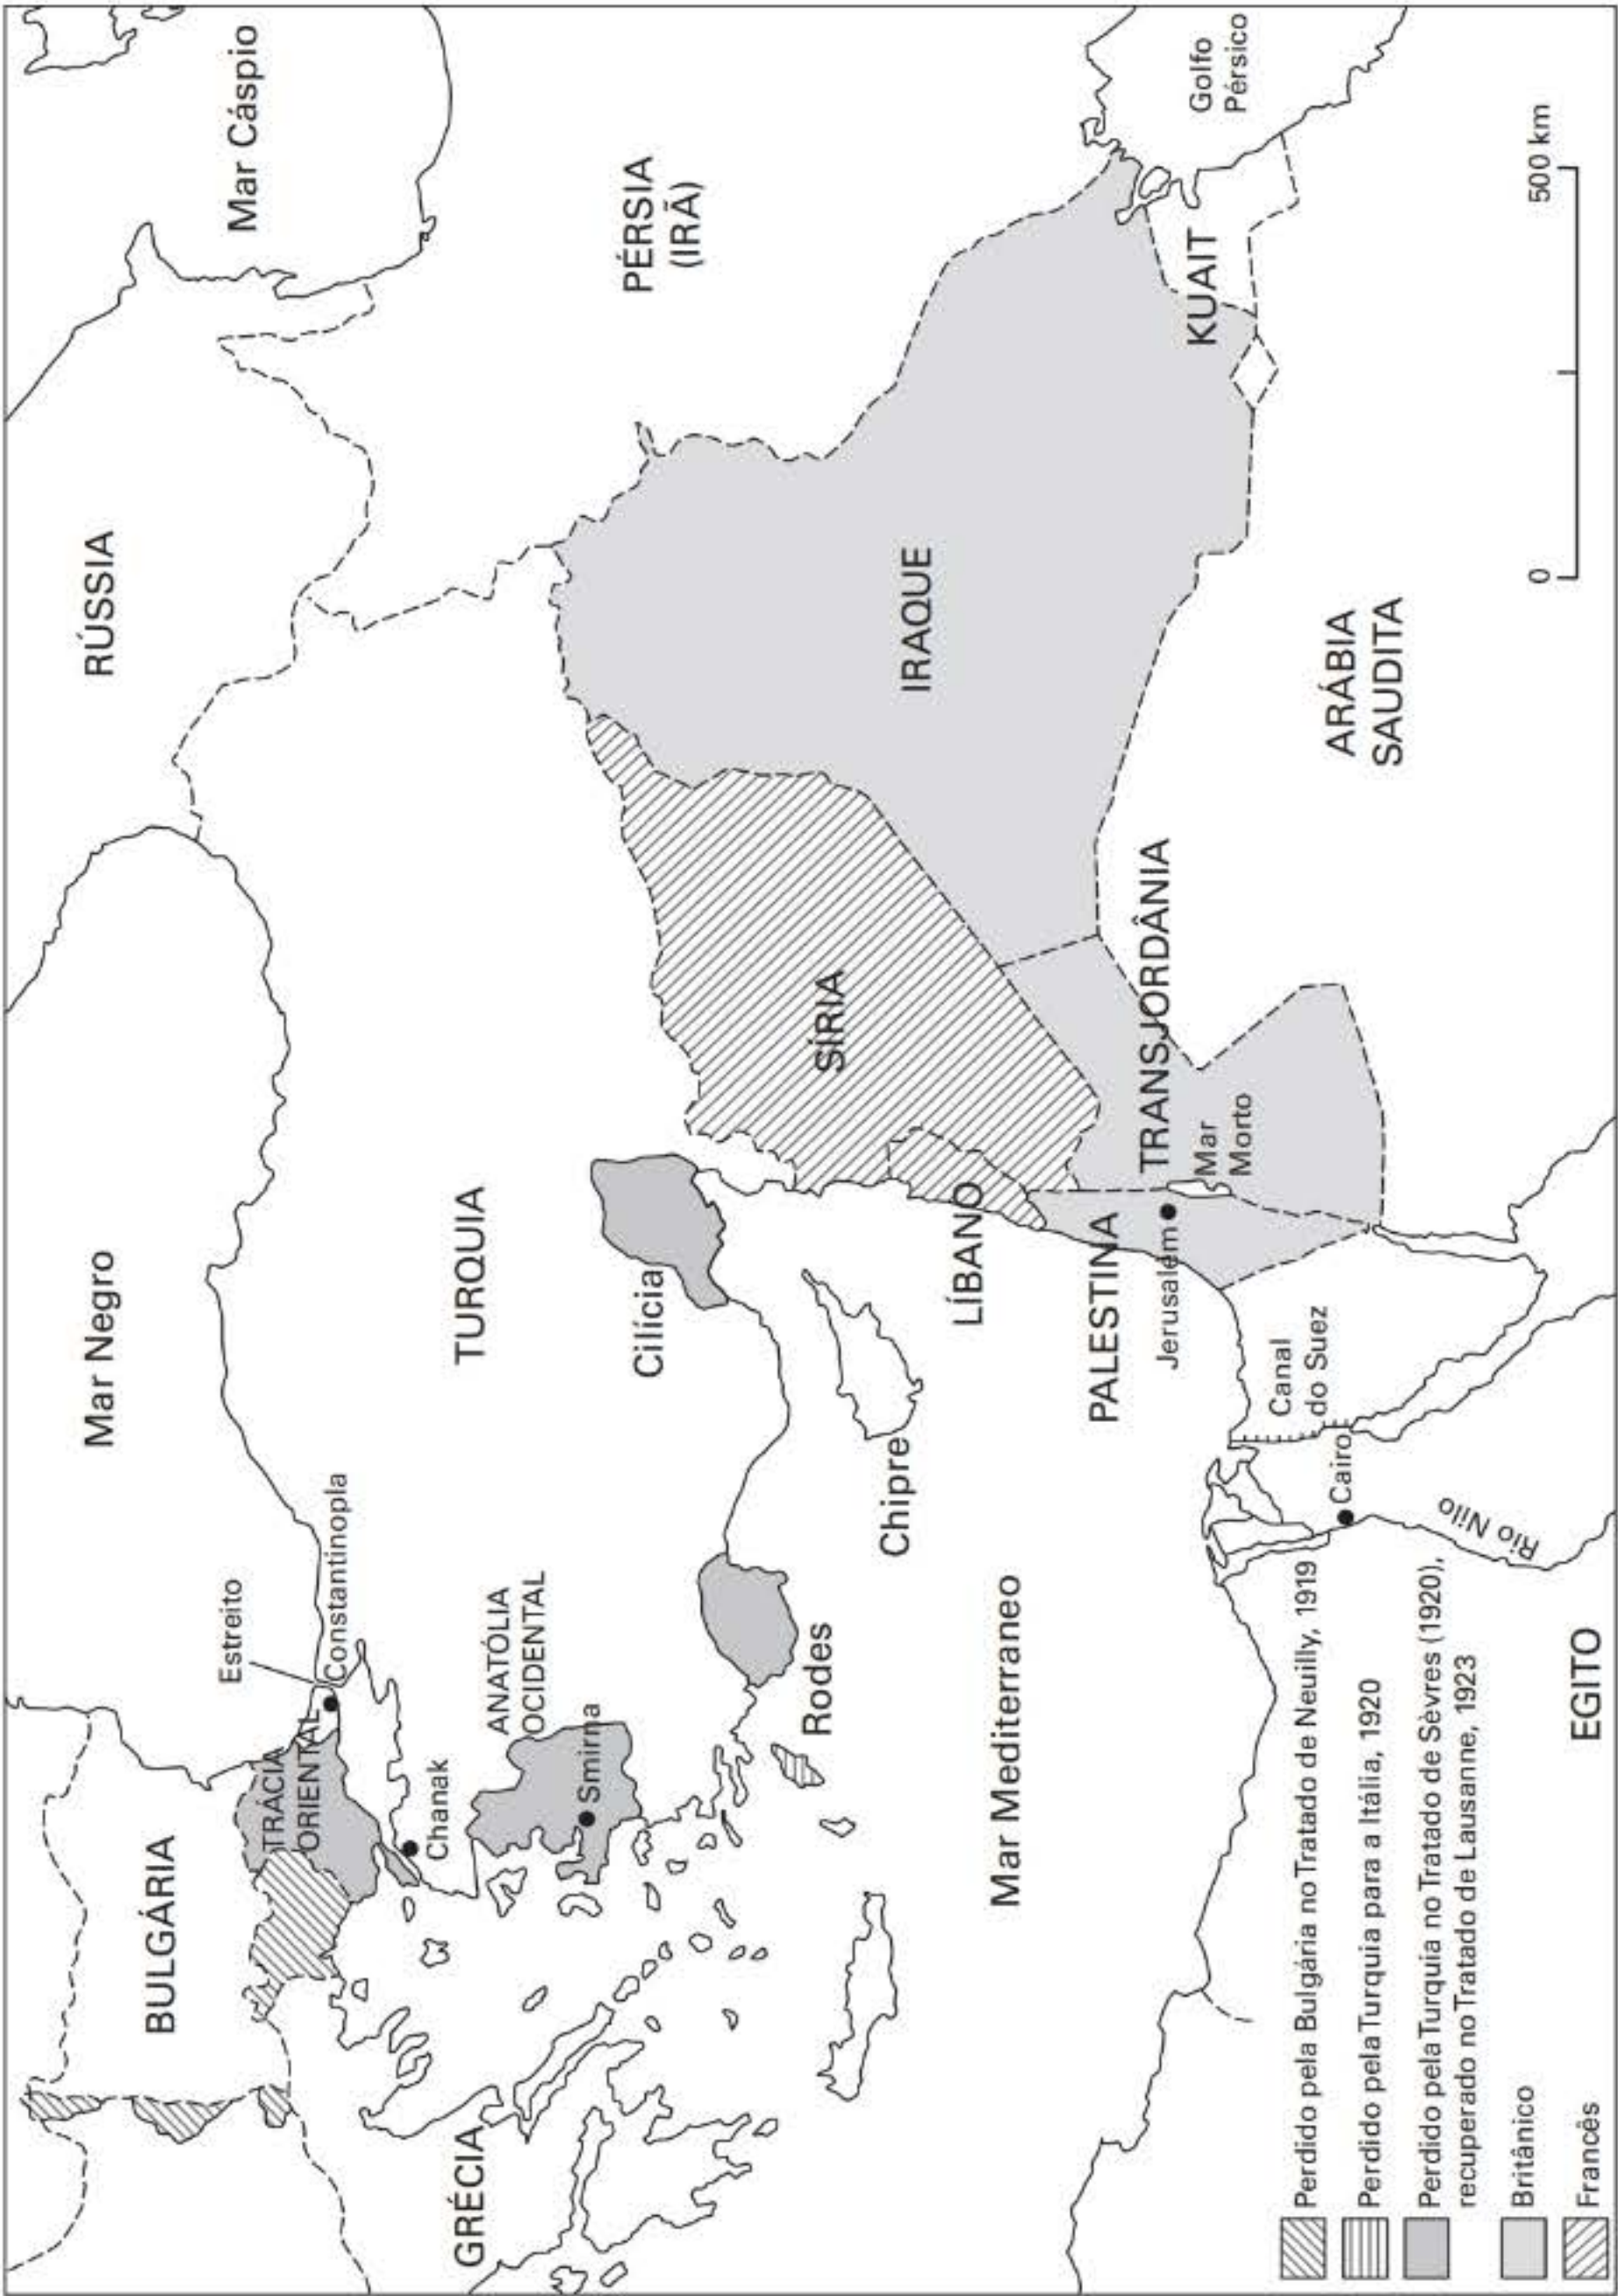 RÚSSIA
Mar Cáspio
Mar Negro
BULGÁRIA
Estreito
Constantinopla
TRÁCIA
ORIENTAL
Chanak
GRÉCIA
ANATÓLIA
OCIDENTAL
Smirna
TURQUIA
PÉRSIA
(IRÃ)
Cilícia
Rodes
Chipre
SÍRIA
IRAQUE
LÍBANO
Mar Mediterraneo
PALESTINA
Jerusalém
TRANSJORDÂNIA
Mar
Morto
KUAIT
Golfo
Pérsico
Canal
do Suez
Cairo
Rio Nilo
EGITO
ARÁBIA
SAUDITA
0
500 km
Perdido pela Bulgária no Tratado de Neuilly, 1919
Perdido pela Turquia para a Itália, 1920
Perdido pela Turquia no Tratado de Sèvres (1920),
recuperado no Tratado de Lausanne, 1923
Britânico
Francês